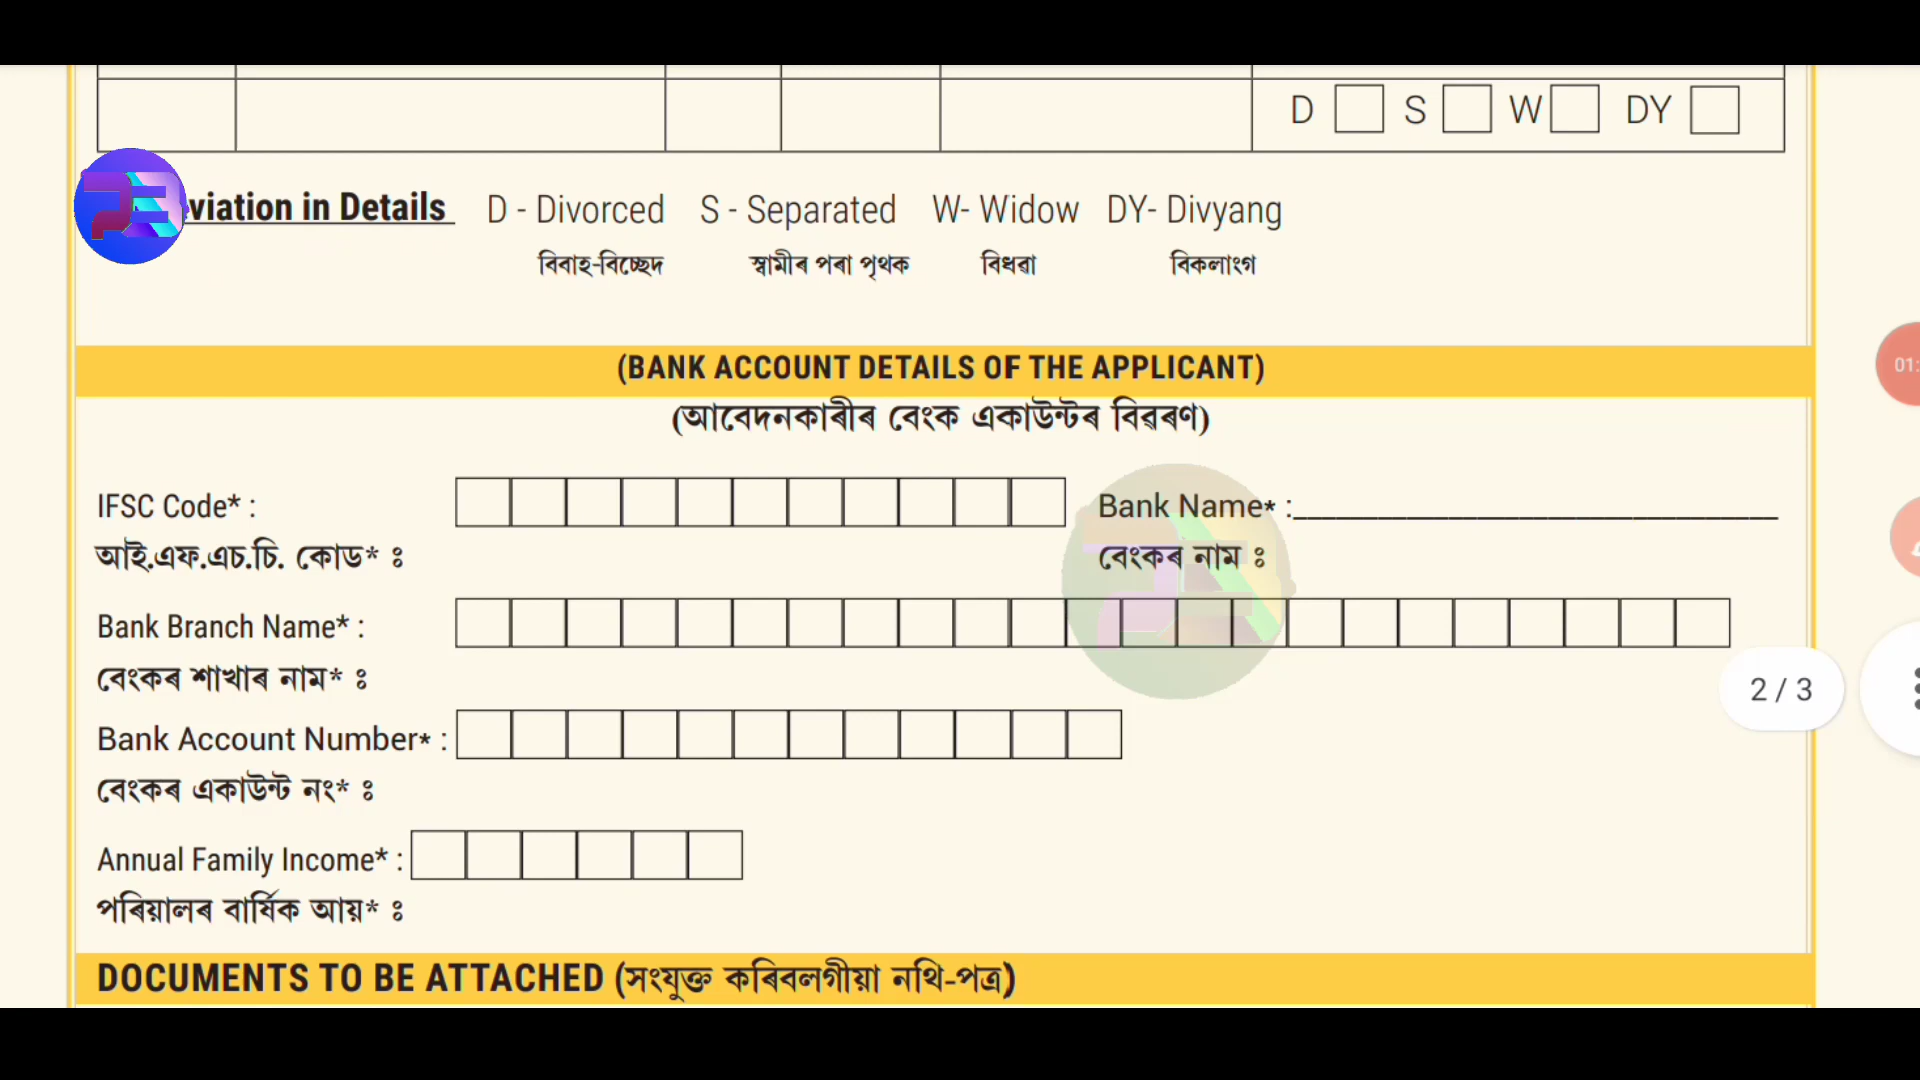 D S W DY
viation in Details D - Divorced S - Separated W- Widow DY- Divyang
বিবাহ-বিচ্ছেদ স্বামীৰ পৰা পৃথক বিধৱা বিকলাংগ
(BANK ACCOUNT DETAILS OF THE APPLICANT)
(আবেদনকাৰীৰ বেংক একাউন্টৰ বিৱৰণ)
IFSC Code* : Bank Name* :
আই.এফ.এচ.চি. কোড* ঃ বেংকৰ নাম ঃ
Bank Branch Name* :
বেংকৰ শাখাৰ নাম* ঃ
2 / 3
Bank Account Number* :
বেংকৰ একাউন্ট নং* ঃ
Annual Family Income* :
পৰিয়ালৰ বাৰ্ষিক আয়* ঃ
DOCUMENTS TO BE ATTACHED (সংযুক্ত কৰিবলগীয়া নথি-পত্ৰ)
01: